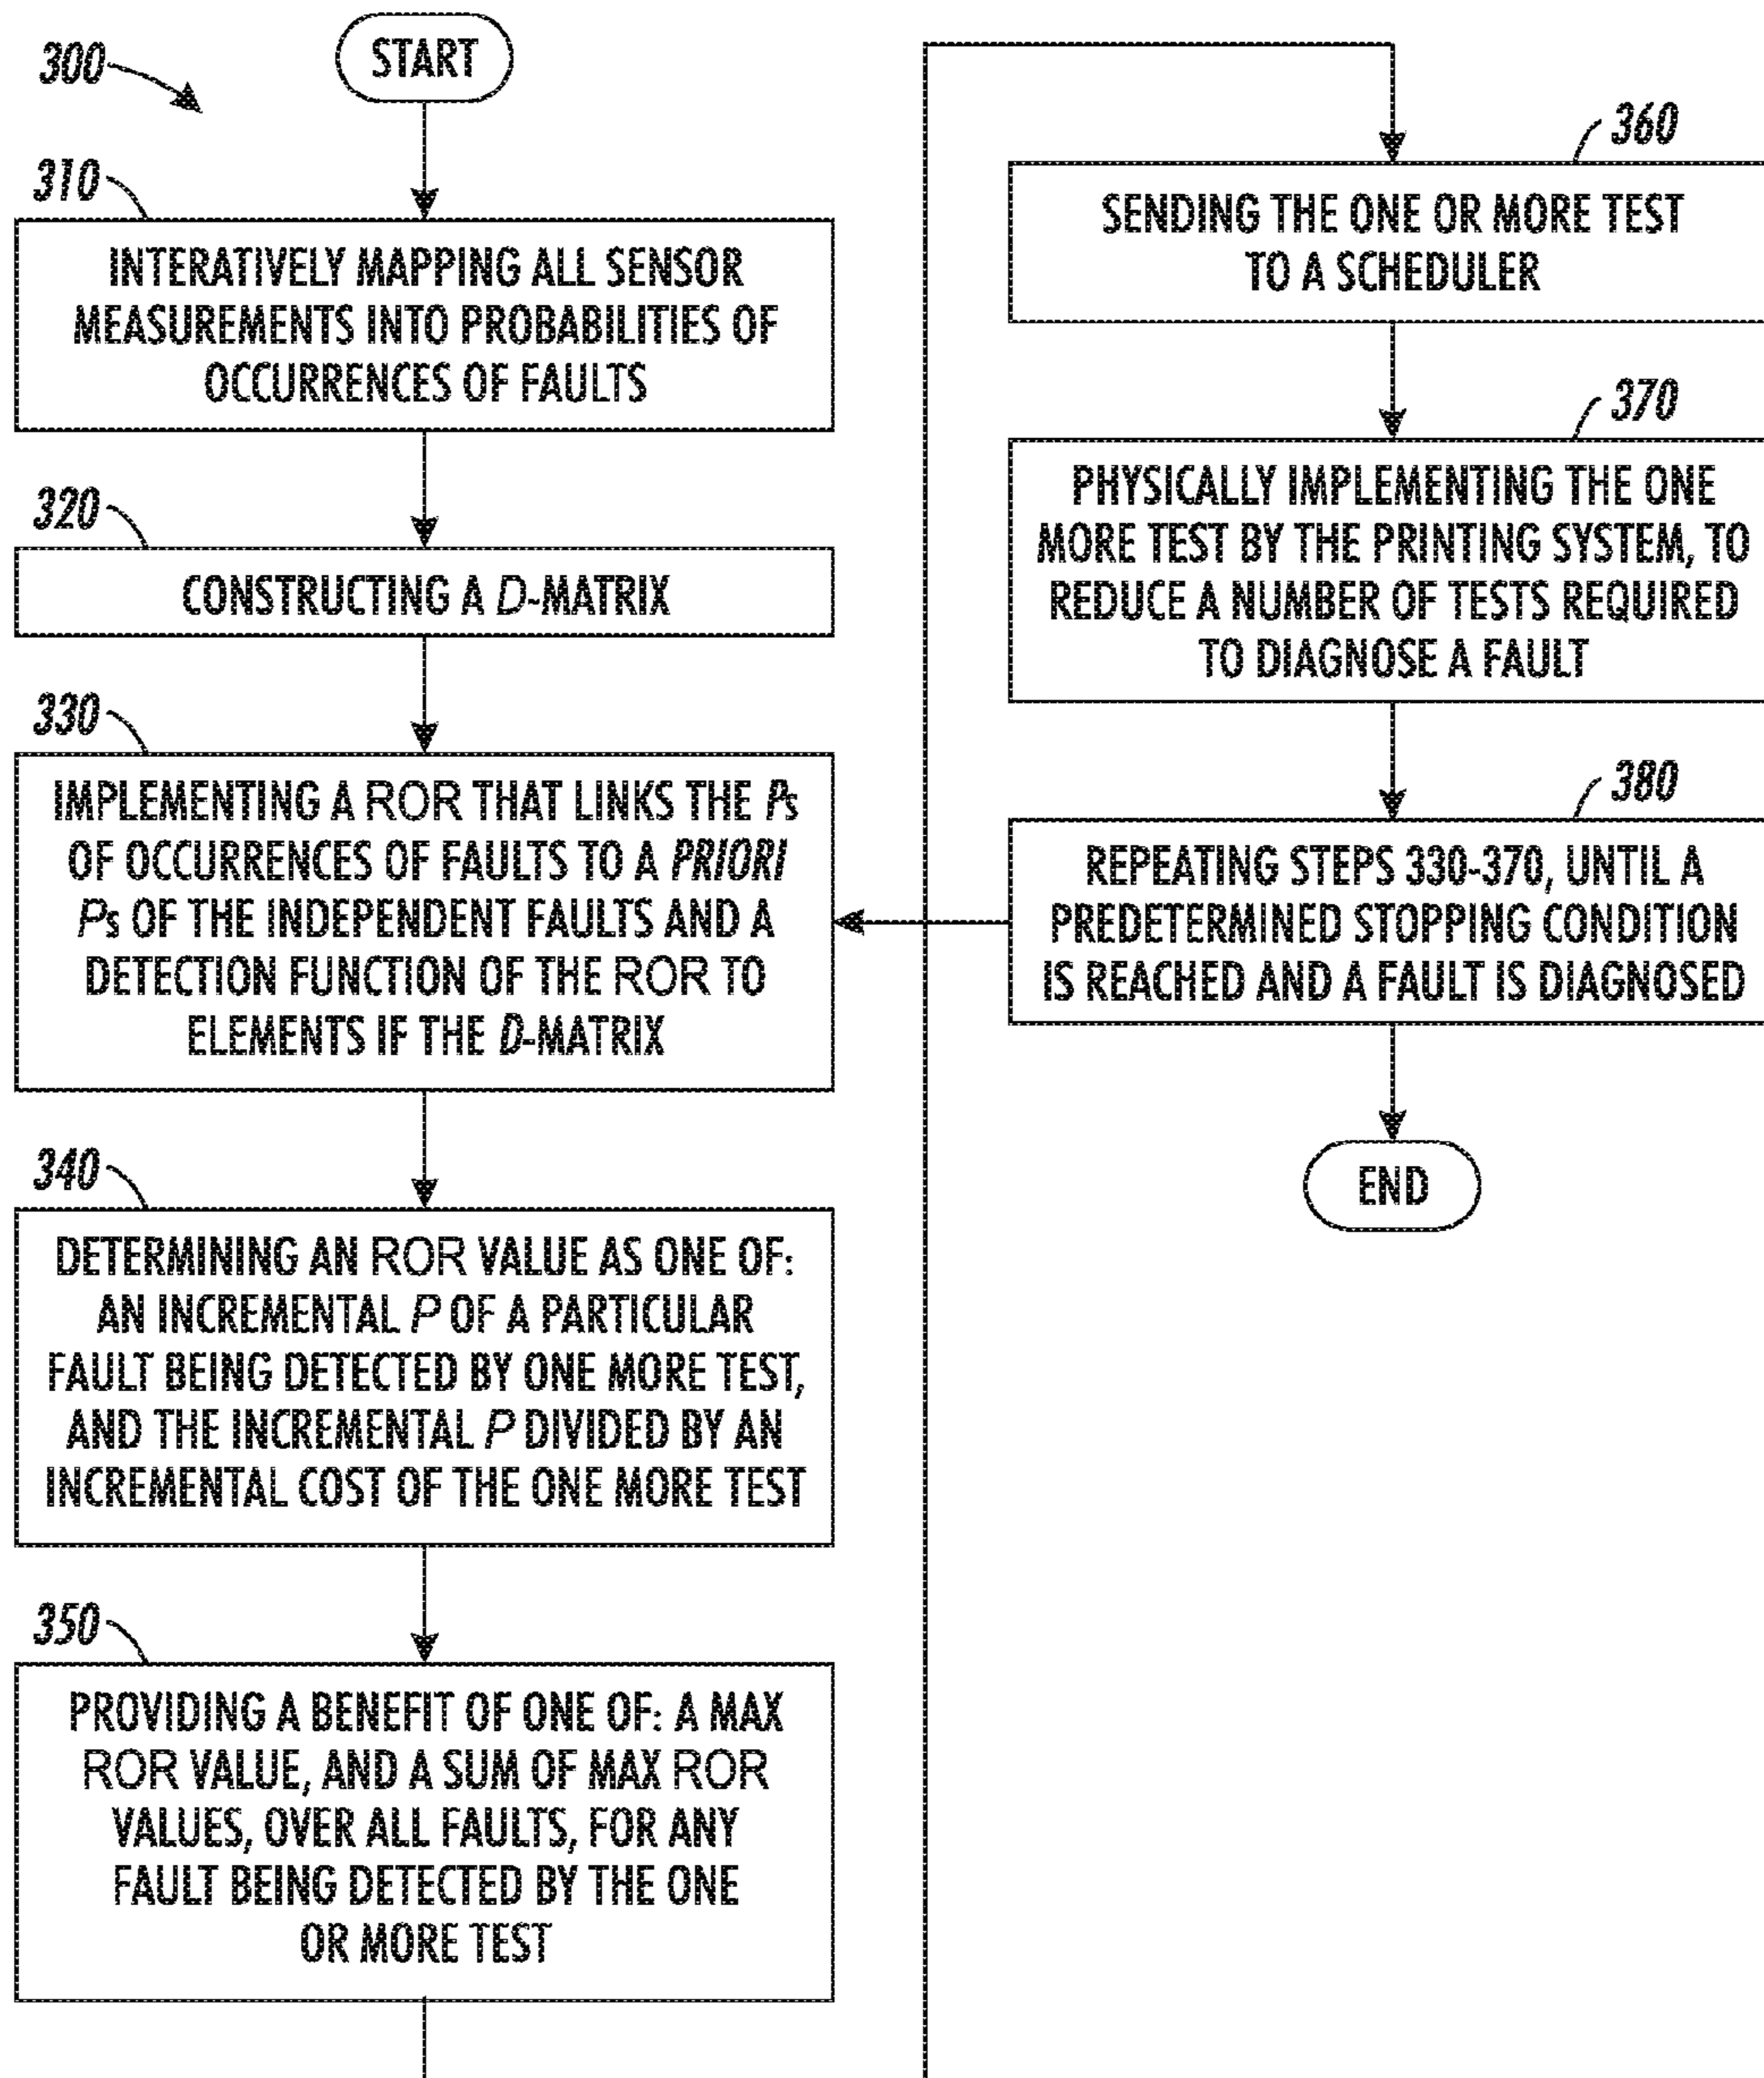 300
START
310
INTERATIVELY MAPPING ALL SENSOR
MEASUREMENTS INTO PROBABILITIES OF
OCCURRENCES OF FAULTS
320
CONSTRUCTING A D-MATRIX
330
IMPLEMENTING A ROR THAT LINKS THE Ps
OF OCCURRENCES OF FAULTS TO A PRIORI
Ps OF THE INDEPENDENT FAULTS AND A
DETECTION FUNCTION OF THE ROR TO
ELEMENTS IF THE D-MATRIX
340
DETERMINING AN ROR VALUE AS ONE OF:
AN INCREMENTAL P OF A PARTICULAR
FAULT BEING DETECTED BY ONE MORE TEST,
AND THE INCREMENTAL P DIVIDED BY AN
INCREMENTAL COST OF THE ONE MORE TEST
350
PROVIDING A BENEFIT OF ONE OF: A MAX
ROR VALUE, AND A SUM OF MAX ROR
VALUES, OVER ALL FAULTS, FOR ANY
FAULT BEING DETECTED BY THE ONE
OR MORE TEST
360
SENDING THE ONE OR MORE TEST
TO A SCHEDULER
370
PHYSICALLY IMPLEMENTING THE ONE
MORE TEST BY THE PRINTING SYSTEM, TO
REDUCE A NUMBER OF TESTS REQUIRED
TO DIAGNOSE A FAULT
380
REPEATING STEPS 330-370, UNTIL A
PREDETERMINED STOPPING CONDITION
IS REACHED AND A FAULT IS DIAGNOSED
END